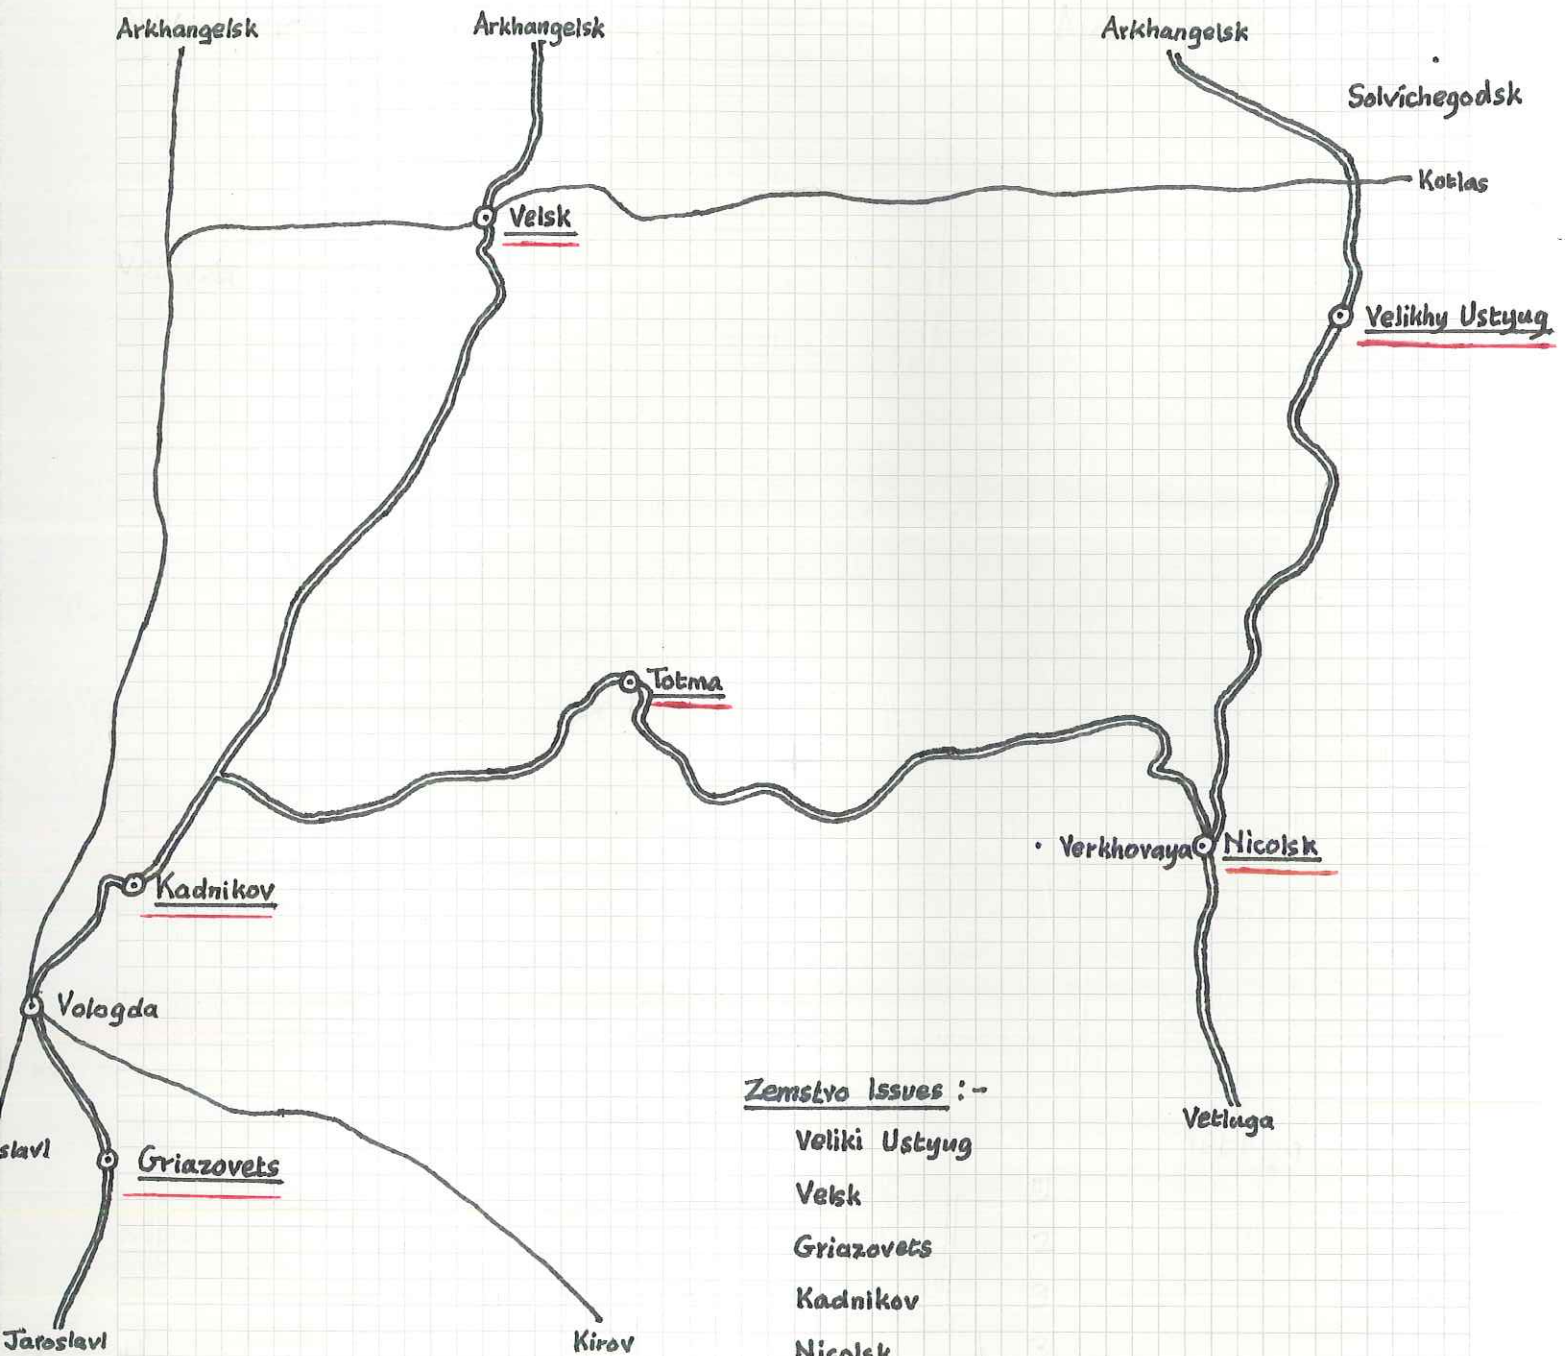 Arkhangelsk
Arkhangelsk
Arkhangelsk
Solvichegodsk
Kotlas
Velsk
Velikhy Ustyug
Totma
Verkhovaya
Nicolsk
Kadnikov
Vologda
Zemstvo Issues :-
Veliki Ustyug
Vetluga
slavl
Griazovets
Velsk
Griazovets
Kadnikov
Jaroslavl
Kirov
Nicolsk